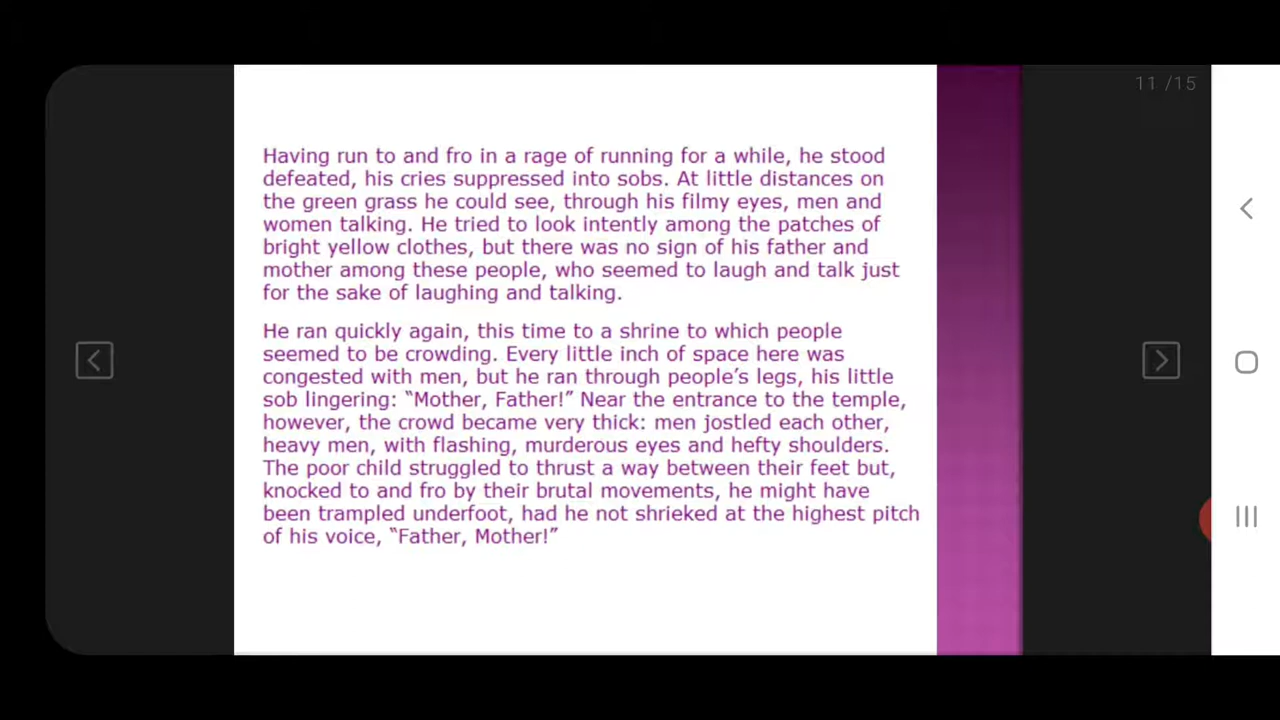 11 /15
Having run to and fro in a rage of running for a while, he stood
defeated, his cries suppressed into sobs. At little distances on
the green grass he could see, through his filmy eyes, men and
women talking. He tried to look intently among the patches of
bright yellow clothes, but there was no sign of his father and
mother among these people, who seemed to laugh and talk just
for the sake of laughing and talking.
He ran quickly again, this time to a shrine to which people
seemed to be crowding. Every little inch of space here was
congested with men, but he ran through people’s legs, his little
sob lingering: “Mother, Father!” Near the entrance to the temple,
however, the crowd became very thick: men jostled each other,
heavy men, with flashing, murderous eyes and hefty shoulders.
The poor child struggled to thrust a way between their feet but,
knocked to and fro by their brutal movements, he might have
been trampled underfoot, had he not shrieked at the highest pitch
of his voice, “Father, Mother!”